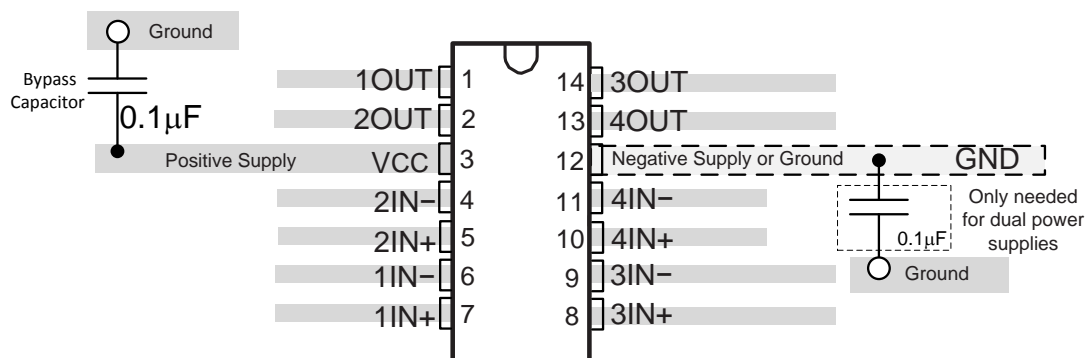 Ground
Bypass
Capacitor
0.1μF
Positive Supply
VCC
1OUT 1
2OUT 2
3
2IN− 4
2IN+ 5
1IN− 6
1IN+ 7
14 3OUT
13 4OUT
12 Negative Supply or Ground GND
11 4IN−
10 4IN+
9 3IN−
8 3IN+
Only needed
for dual power
supplies
0.1μF
Ground